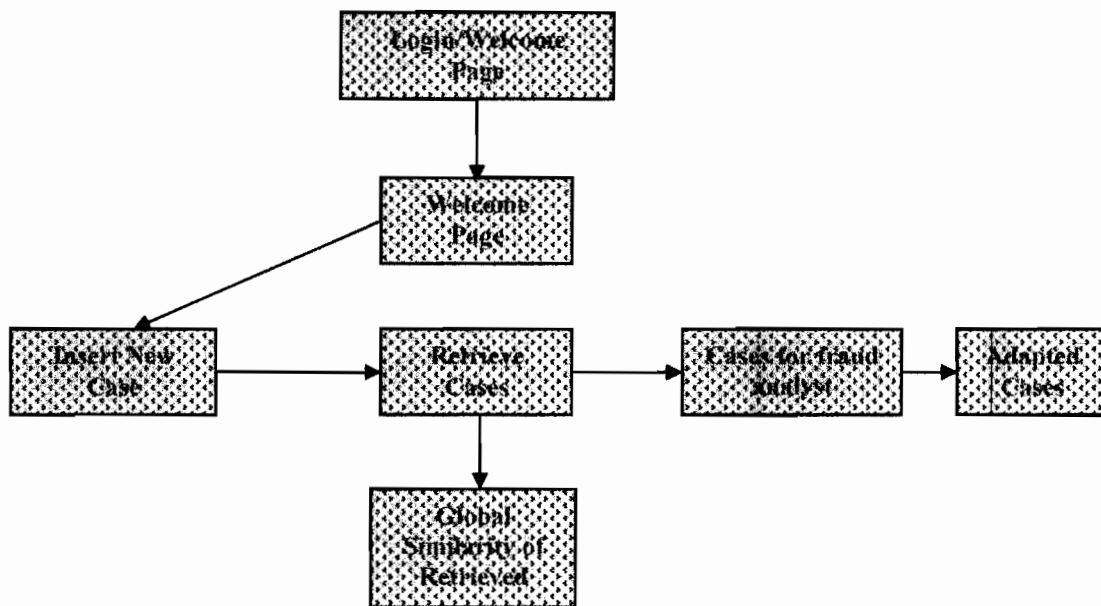 Login/Welcome
Page
Welcome
Page
Insert New
Case
Retrieve
Cases
Cases for fraud
analyst
Adapted
Cases
Global
Similarity of
Retrieved